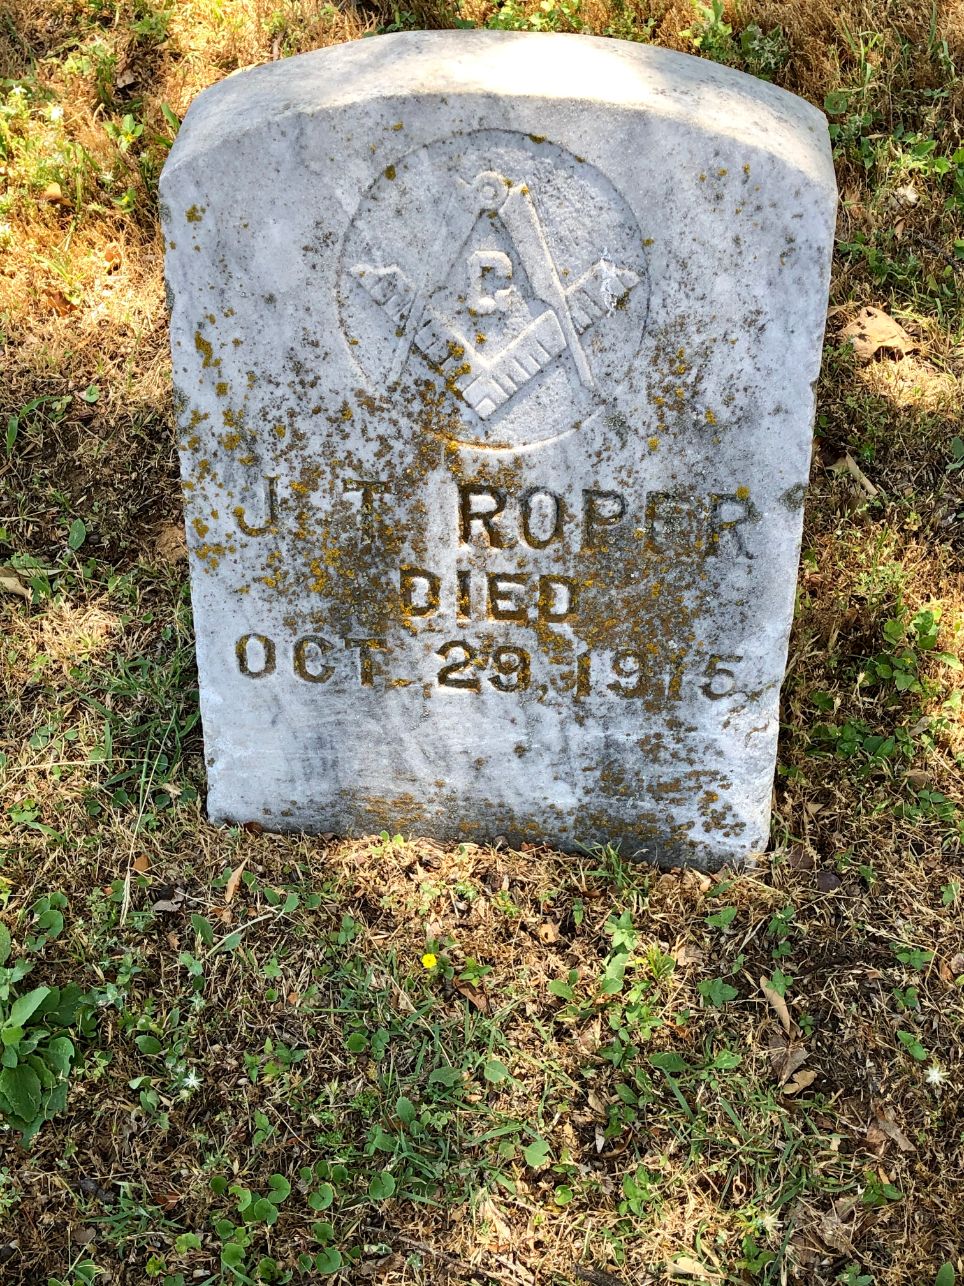 G
J. T. ROPER
DIED
OCT. 29, 1915